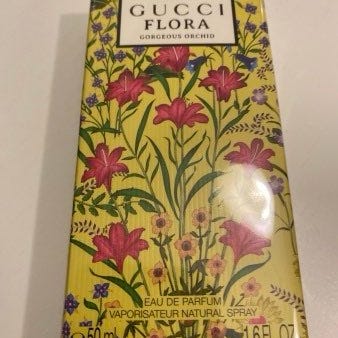 GUCCI
FLORA
GORGEOUS ORCHID
EAU DE PARFUM
VAPORISATEUR NATURAL SPRAY
℮ 50 ml 1.6 FL. OZ